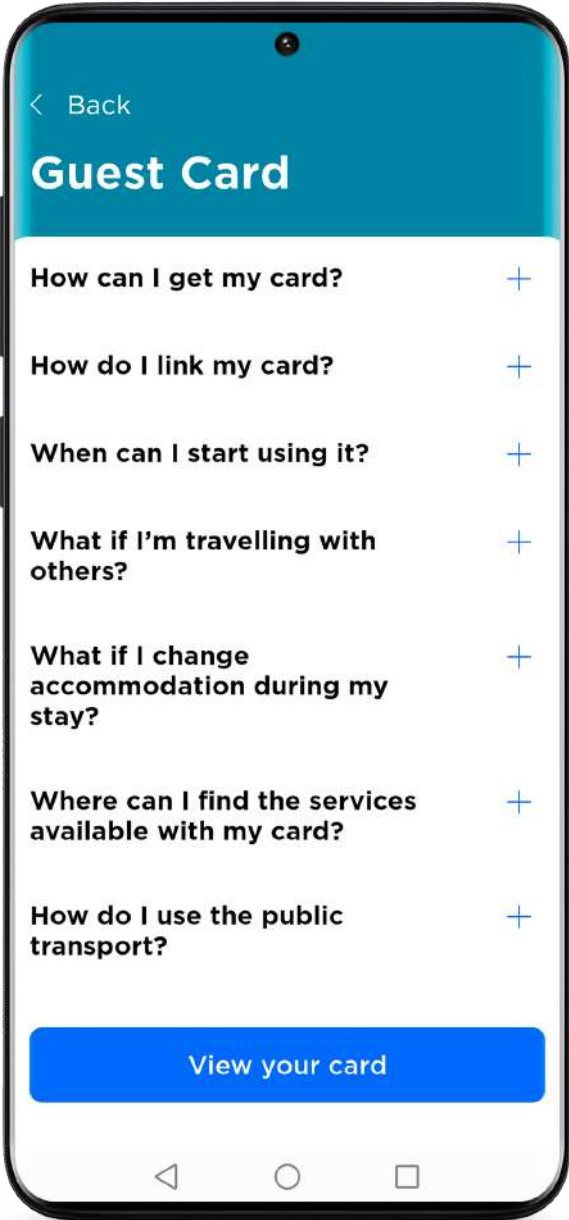 Back
Guest Card
How can I get my card?
How do I link my card?
When can I start using it?
What if I’m travelling with
others?
What if I change
accommodation during my
stay?
Where can I find the services
available with my card?
How do I use the public
transport?
View your card